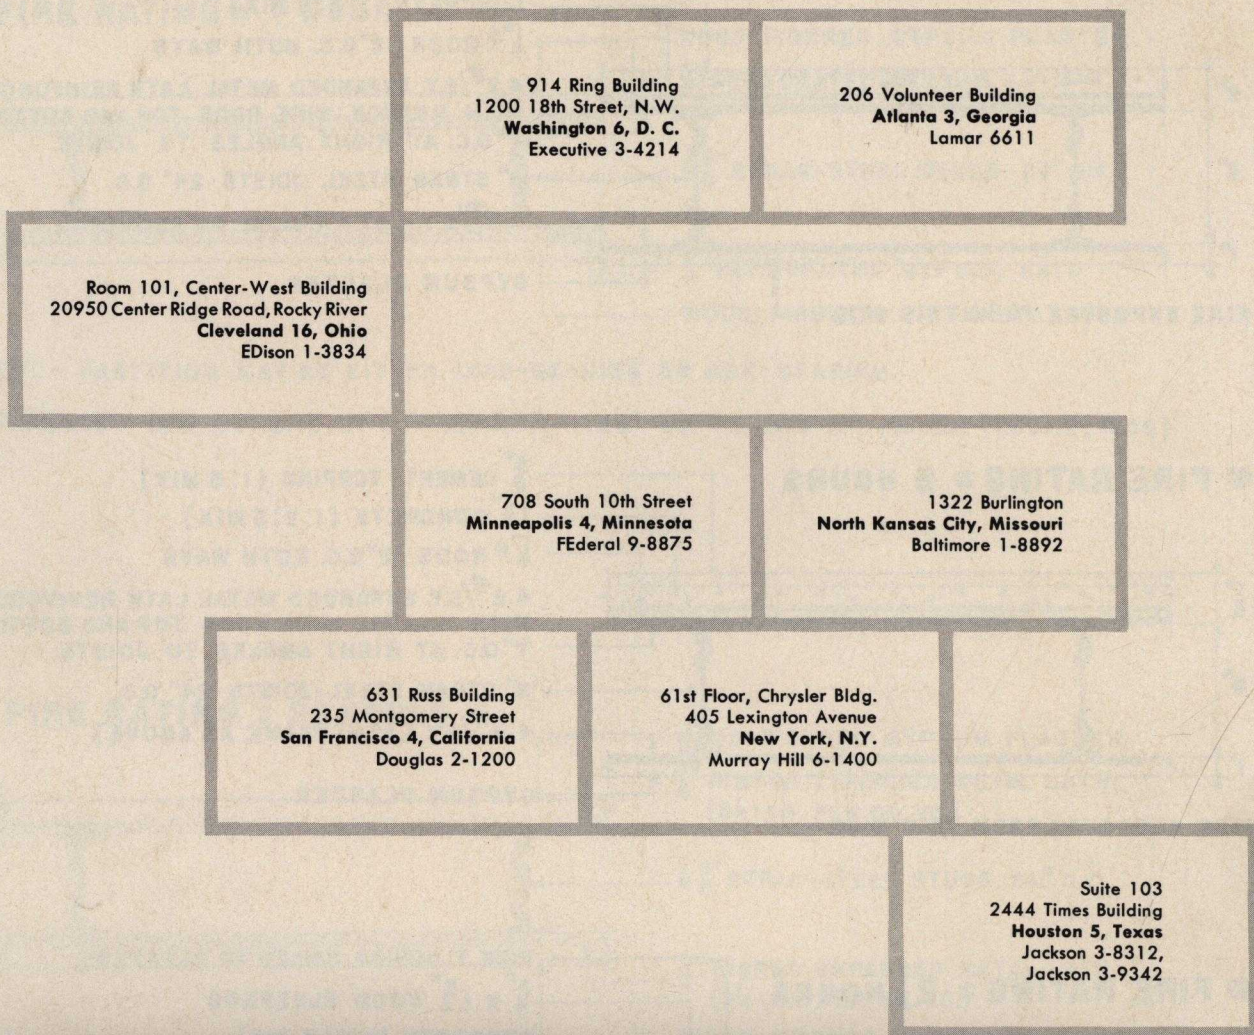 914 Ring Building
1200 18th Street, N.W.
Washington 6, D. C.
Executive 3-4214
206 Volunteer Building
Atlanta 3, Georgia
Lamar 6611
Room 101, Center-West Building
20950 Center Ridge Road, Rocky River
Cleveland 16, Ohio
EDison 1-3834
708 South 10th Street
Minneapolis 4, Minnesota
FEderal 9-8875
1322 Burlington
North Kansas City, Missouri
Baltimore 1-8892
631 Russ Building
235 Montgomery Street
San Francisco 4, California
Douglas 2-1200
61st Floor, Chrysler Bldg.
405 Lexington Avenue
New York, N.Y.
Murray Hill 6-1400
Suite 103
2444 Times Building
Houston 5, Texas
Jackson 3-8312,
Jackson 3-9342